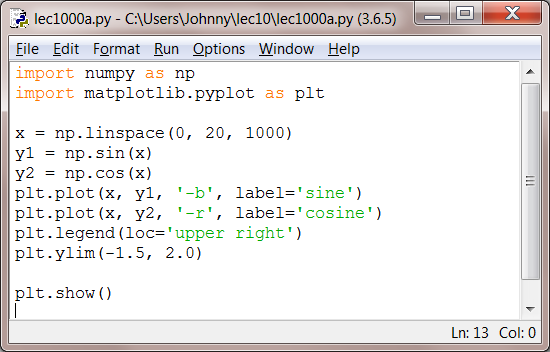 lec1000a.py - C:\Users\Johnny\lec10\lec1000a.py (3.6.5)
File Edit Format Run Options Window Help
import numpy as np
import matplotlib.pyplot as plt
x = np.linspace(0, 20, 1000)
y1 = np.sin(x)
y2 = np.cos(x)
plt.plot(x, y1, '-b', label='sine')
plt.plot(x, y2, '-r', label='cosine')
plt.legend(loc='upper right')
plt.ylim(-1.5, 2.0)
plt.show()
Ln: 13 Col: 0